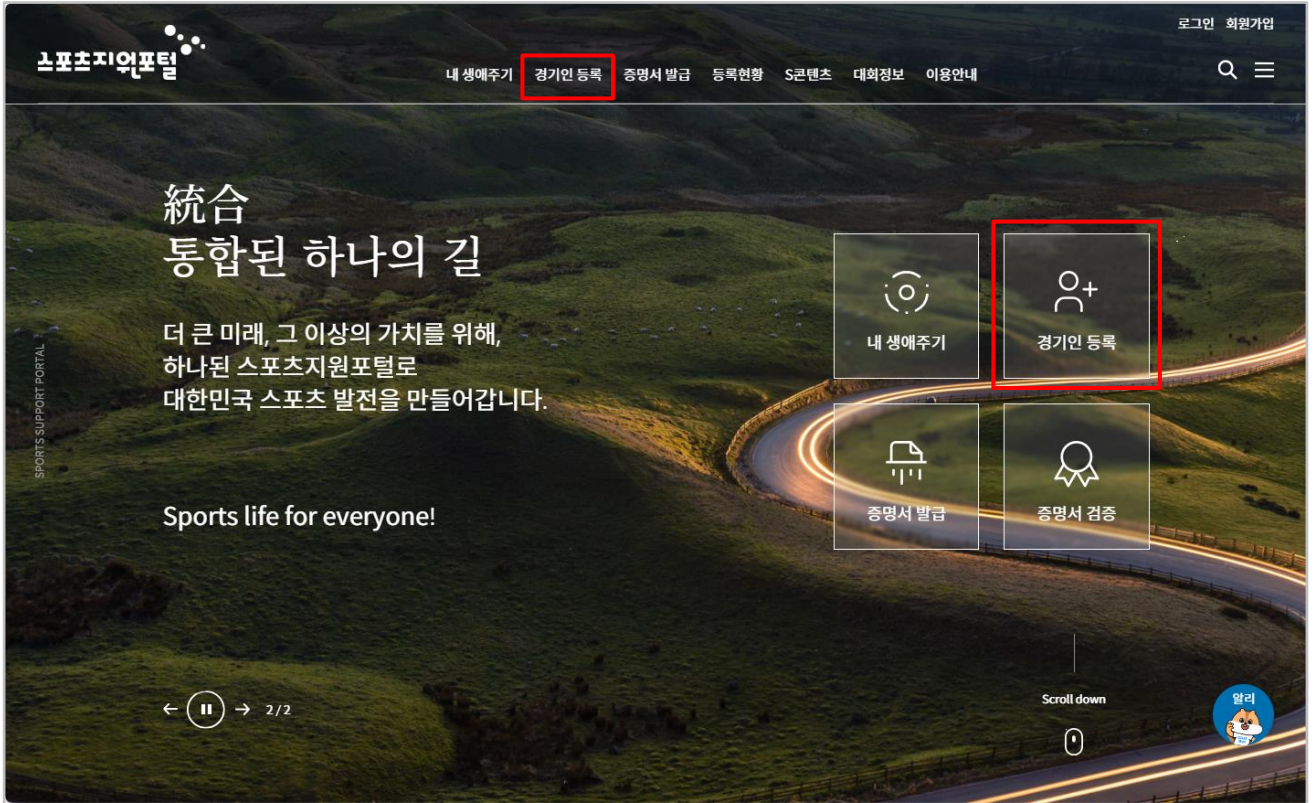 로그인 회원가입
스포츠지원포털
내 생애주기 경기인 등록 증명서 발급 등록현황 S콘텐츠 대회정보 이용안내
統合
통합된 하나의 길
더 큰 미래, 그 이상의 가치를 위해,
하나된 스포츠지원포털로
대한민국 스포츠 발전을 만들어갑니다.
Sports life for everyone!
SPORTS SUPPORT PORTAL
내 생애주기 경기인 등록
증명서 발급 증명서 검증
2/2
Scroll down
알리